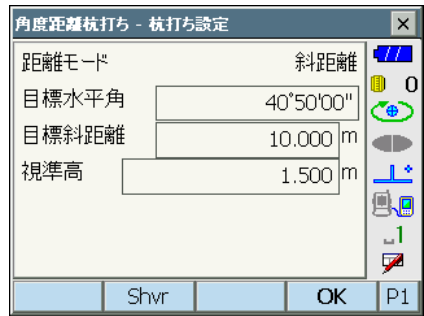 角度距離杭打ち - 杭打ち設定
距離モード 斜距離
目標水平角 40°50'00"
目標斜距離 10.000 m
視準高 1.500 m
0
1
Shvr OK P1